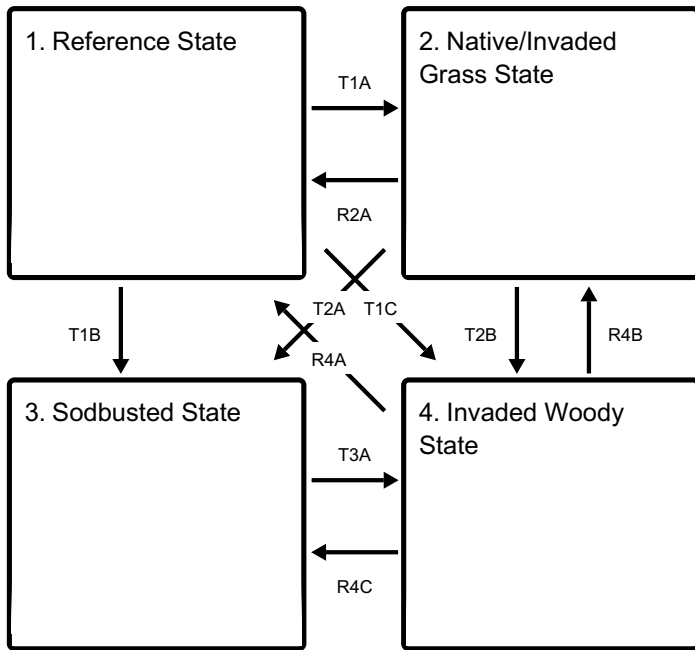 1. Reference State
2. Native/Invaded
Grass State
T1A
R2A
T1B
T2A
T1C
T2B
R4B
R4A
3. Sodbusted State
4. Invaded Woody
State
T3A
R4C